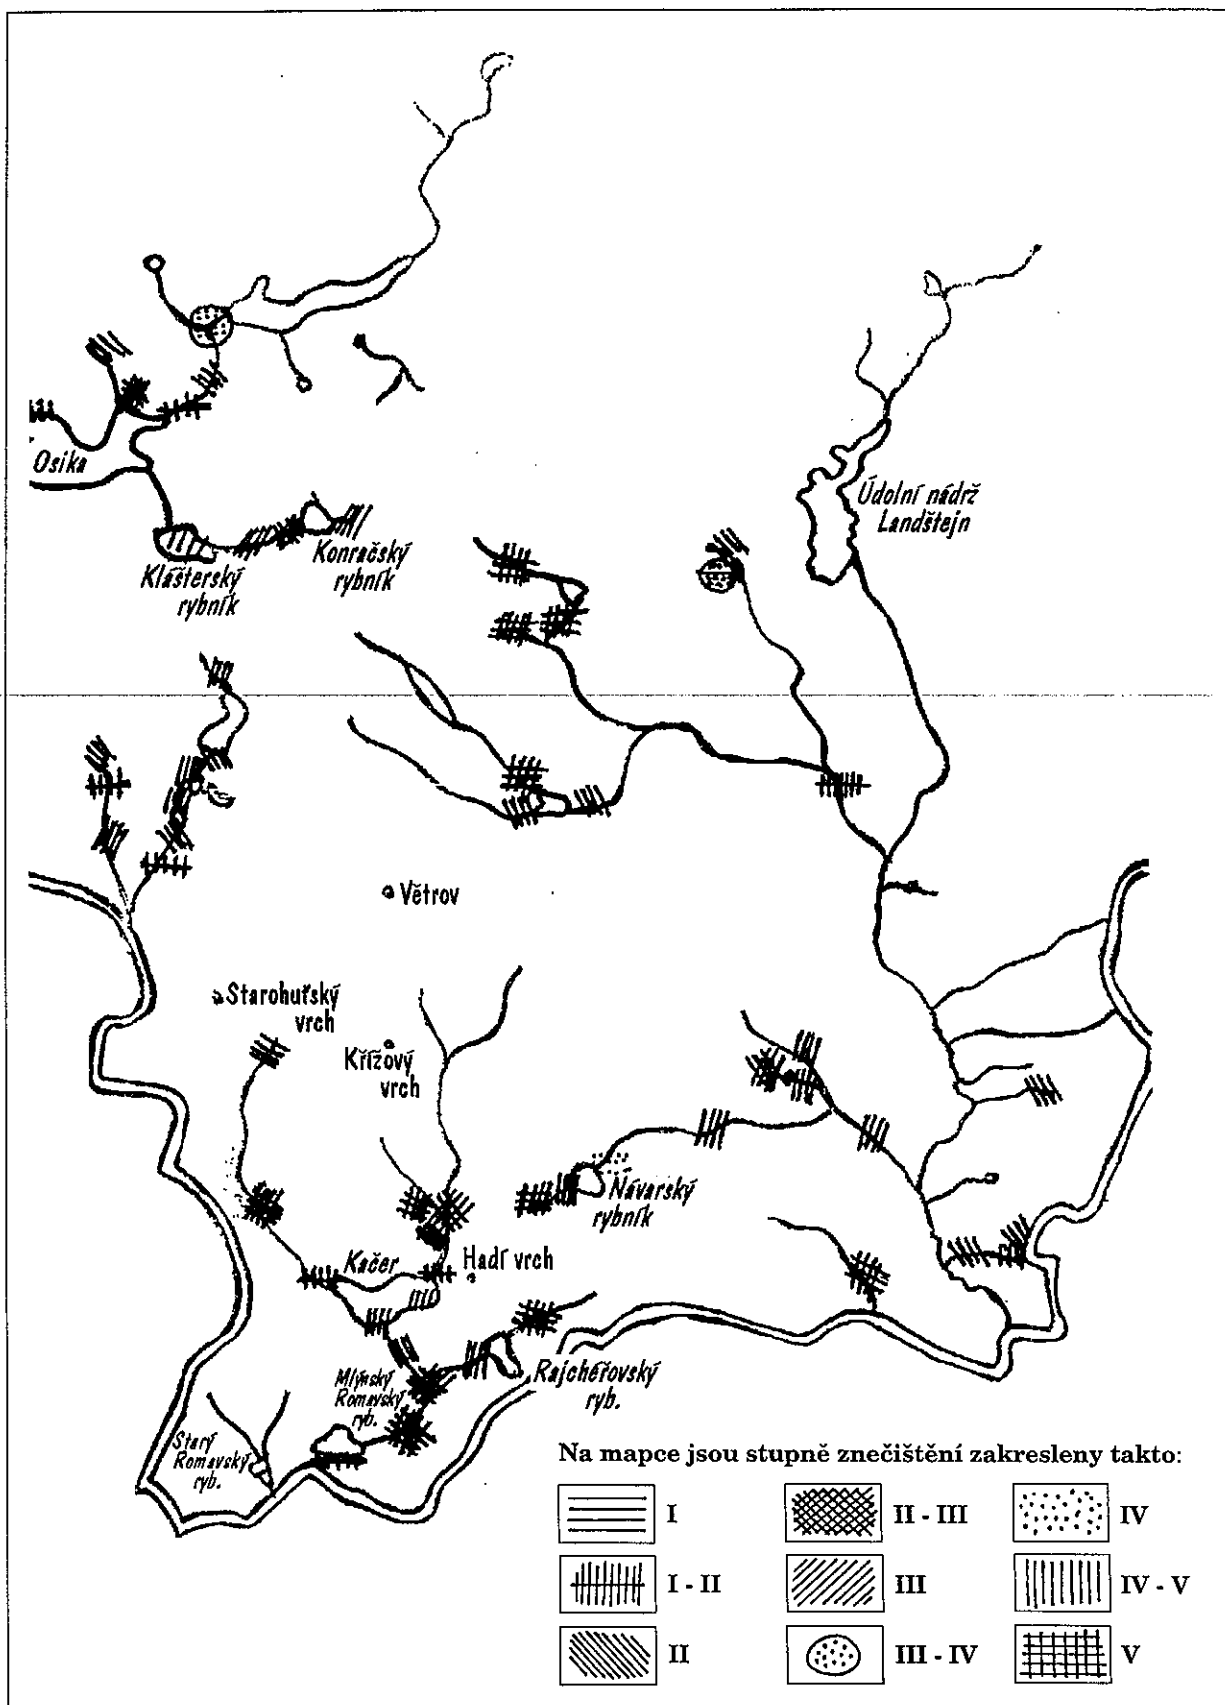 Osika
Údolní nádrž
Landštejn
Klášterský
rybník
Konračský
rybník
Větrov
Starohuťský
vrch
Křížový
vrch
Návarský
rybník
Kačer
Hadí vrch
Rajchéřovský
ryb.
Mlýnský
Romavský
ryb.
Starý
Romavský
ryb.
Na mapce jsou stupně znečištění zakresleny takto:
I
II - III
IV
I - II
III
IV - V
II
III - IV
V